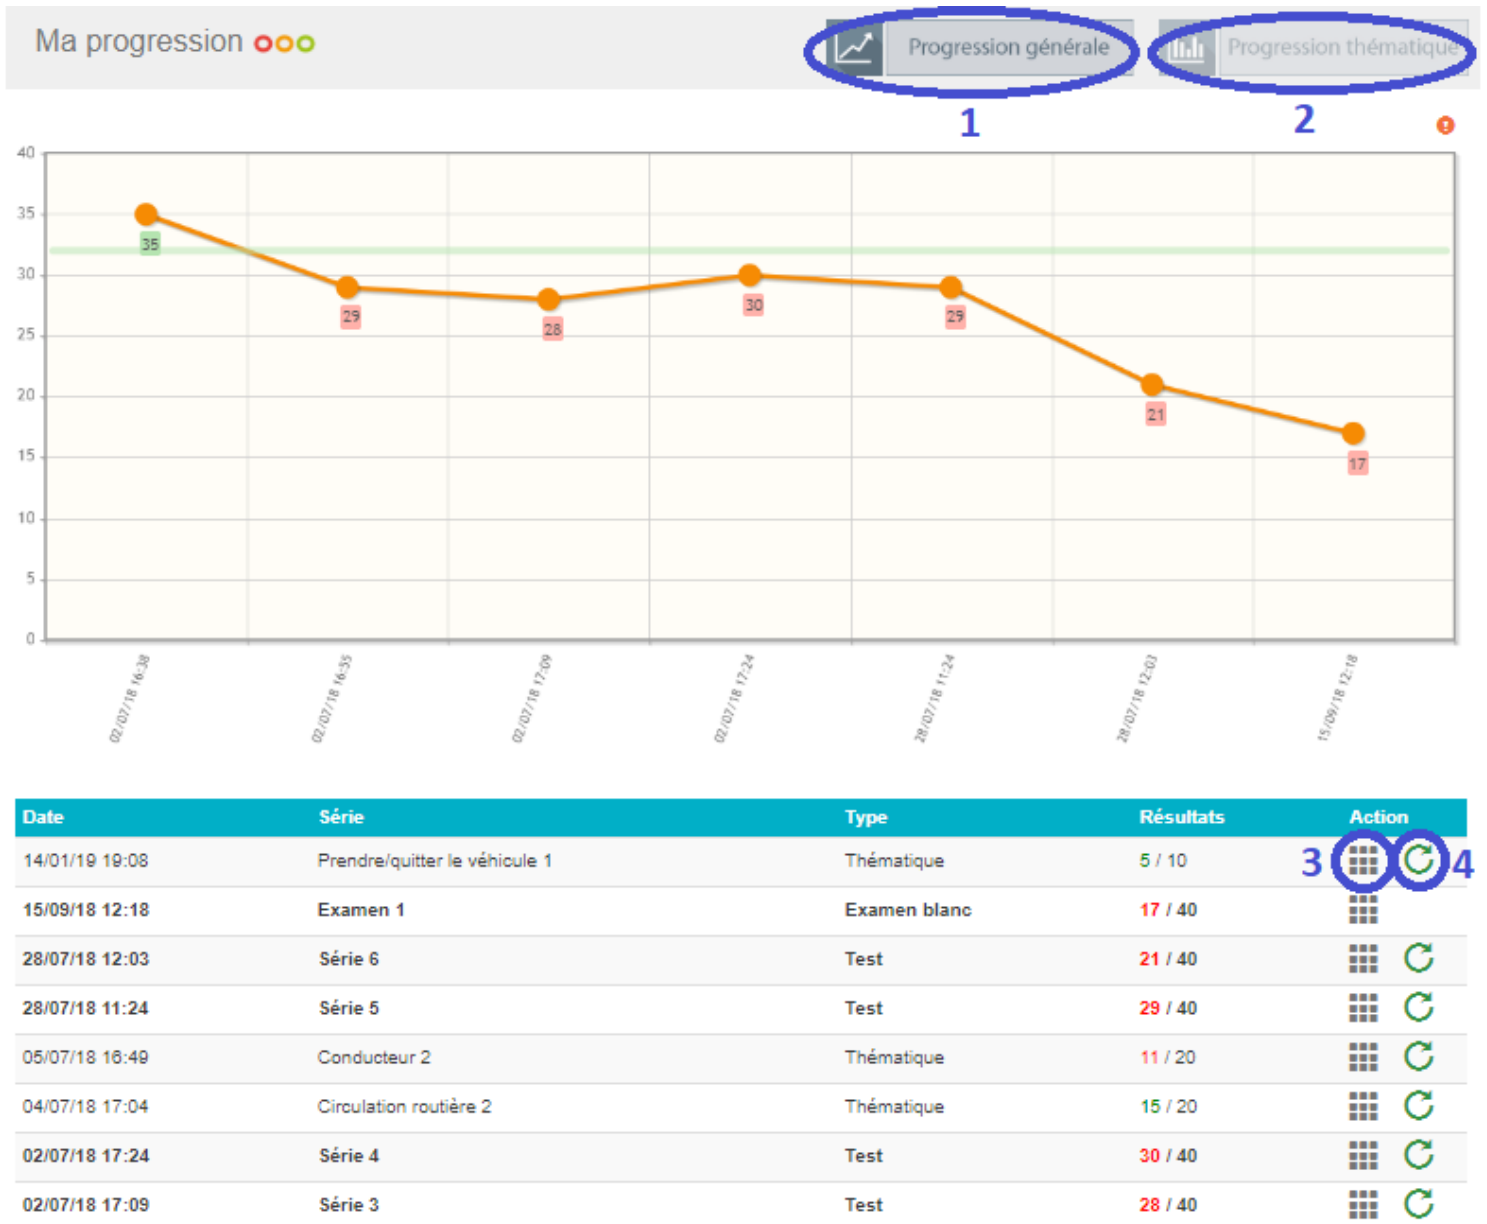 Ma progression
Progression générale
Progression thématique
1
2
40
35
30
25
20
15
10
5
0
35
29
28
30
29
21
17
02/07/18 16:38
02/07/18 16:55
02/07/18 17:09
02/07/18 17:24
28/07/18 11:24
28/07/18 12:03
15/09/18 12:18
Date Série Type Résultats Action
14/01/19 19:08 Prendre/quitter le véhicule 1 Thématique 5 / 10 3 4
15/09/18 12:18 Examen 1 Examen blanc 17 / 40
28/07/18 12:03 Série 6 Test 21 / 40
28/07/18 11:24 Série 5 Test 29 / 40
05/07/18 16:49 Conducteur 2 Thématique 11 / 20
04/07/18 17:04 Circulation routière 2 Thématique 15 / 20
02/07/18 17:24 Série 4 Test 30 / 40
02/07/18 17:09 Série 3 Test 28 / 40